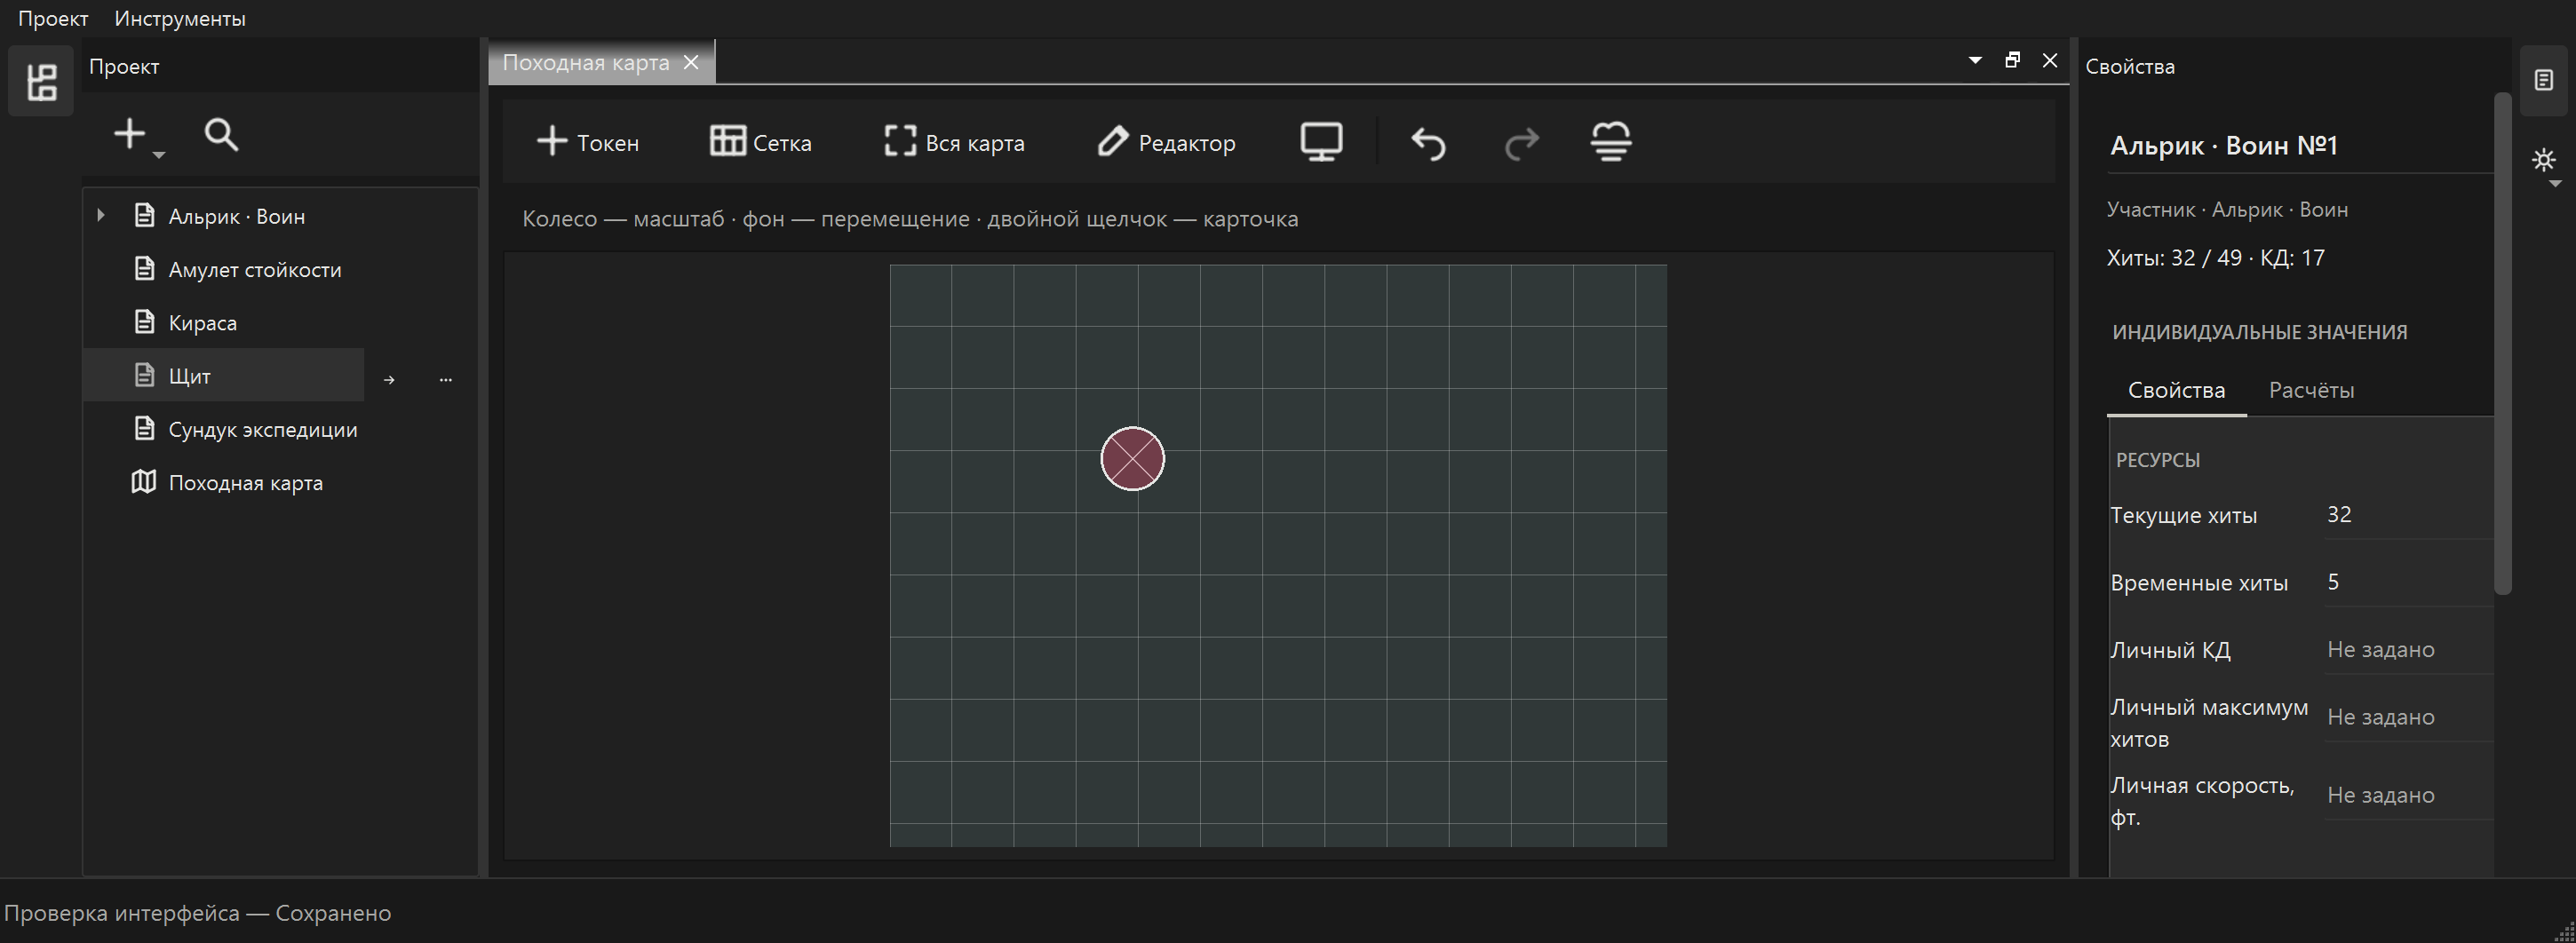 Проект Инструменты
Проект
Альрик · Воин
Амулет стойкости
Кираса
Щит → ...
Сундук экспедиции
Походная карта
Походная карта
Токен Сетка Вся карта Редактор
Колесо — масштаб · фон — перемещение · двойной щелчок — карточка
Свойства
Альрик · Воин №1
Участник · Альрик · Воин
Хиты: 32 / 49 · КД: 17
ИНДИВИДУАЛЬНЫЕ ЗНАЧЕНИЯ
Свойства Расчёты
РЕСУРСЫ
Текущие хиты 32
Временные хиты 5
Личный КД Не задано
Личный максимум
хитов Не задано
Личная скорость,
фт. Не задано
Проверка интерфейса — Сохранено